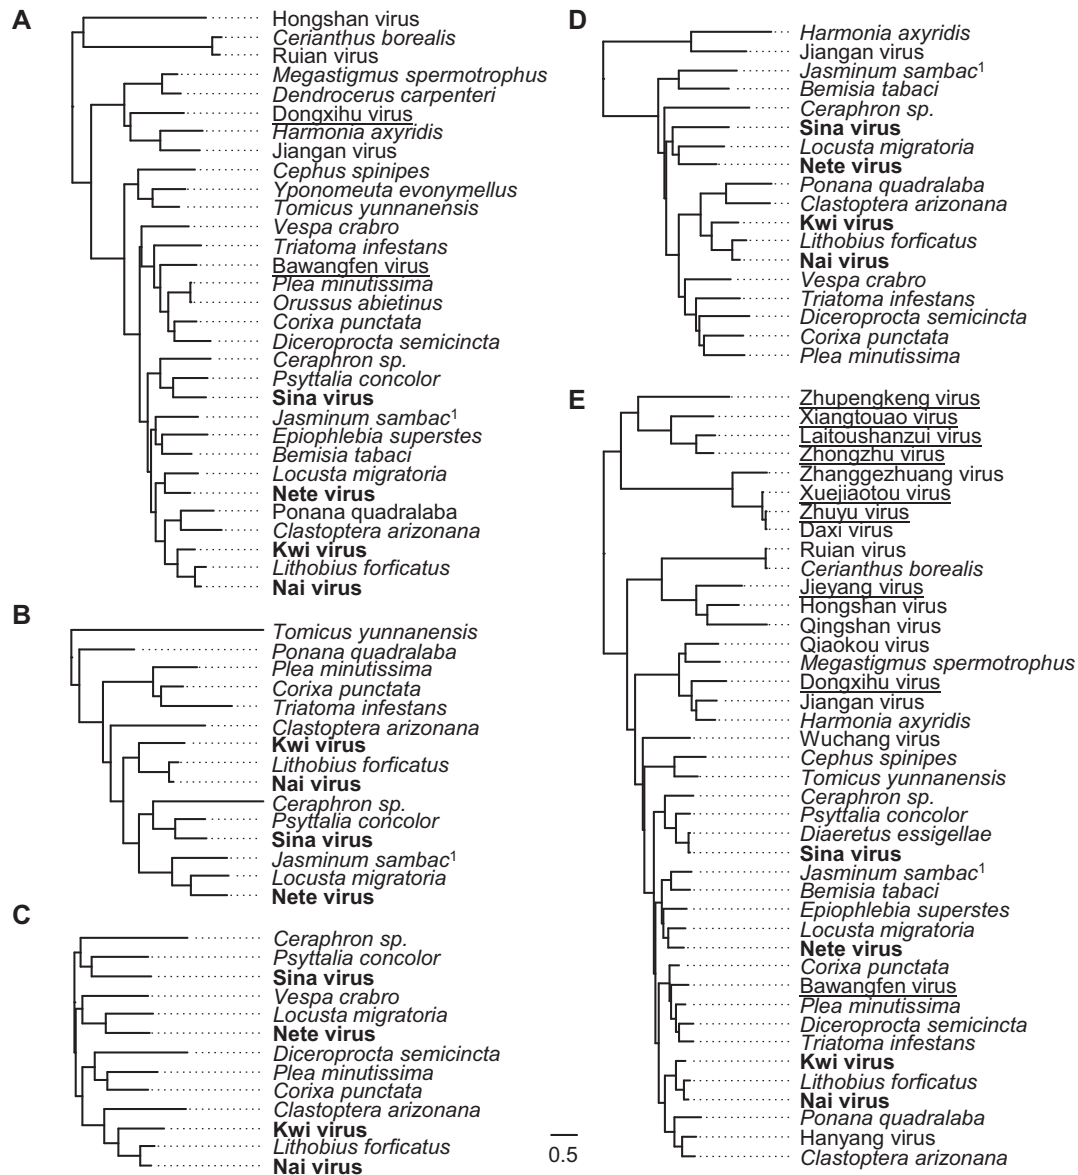 A
Hongshan virus
Cerianthus borealis
Ruian virus
Megastigmus spermotrophus
Dendrocerus carpenteri
Dongxihu virus
Harmonia axyridis
Jiangan virus
Cephus spinipes
Yponomeuta evonymellus
Tomicus yunnanensis
Vespa crabro
Triatoma infestans
Bawangfen virus
Plea minutissima
Orussus abietinus
Corixa punctata
Diceroprocta semicincta
Ceraphron sp.
Psyttalia concolor
Sina virus
Jasminum sambac¹
Epiophlebia superstes
Bemisia tabaci
Locusta migratoria
Nete virus
Ponana quadralaba
Clastoptera arizonana
Kwi virus
Lithobius forficatus
Nai virus
B
Tomicus yunnanensis
Ponana quadralaba
Plea minutissima
Corixa punctata
Triatoma infestans
Clastoptera arizonana
Kwi virus
Lithobius forficatus
Nai virus
Ceraphron sp.
Psyttalia concolor
Sina virus
Jasminum sambac¹
Locusta migratoria
Nete virus
C
Ceraphron sp.
Psyttalia concolor
Sina virus
Vespa crabro
Locusta migratoria
Nete virus
Diceroprocta semicincta
Plea minutissima
Corixa punctata
Clastoptera arizonana
Kwi virus
Lithobius forficatus
Nai virus
0.5
D
Harmonia axyridis
Jiangan virus
Jasminum sambac¹
Bemisia tabaci
Ceraphron sp.
Sina virus
Locusta migratoria
Nete virus
Ponana quadralaba
Clastoptera arizonana
Kwi virus
Lithobius forficatus
Nai virus
Vespa crabro
Triatoma infestans
Diceroprocta semicincta
Corixa punctata
Plea minutissima
E
Zhupengkeng virus
Xiangtouao virus
Laitoushanzui virus
Zhongzhu virus
Zhanggezhuang virus
Xuejiaotou virus
Zhuyu virus
Daxi virus
Ruian virus
Cerianthus borealis
Jieyang virus
Hongshan virus
Qingshan virus
Qiaokou virus
Megastigmus spermotrophus
Dongxihu virus
Jiangan virus
Harmonia axyridis
Wuchang virus
Cephus spinipes
Tomicus yunnanensis
Ceraphron sp.
Psyttalia concolor
Diaeretus essigellae
Sina virus
Jasminum sambac¹
Bemisia tabaci
Epiophlebia superstes
Locusta migratoria
Nete virus
Corixa punctata
Bawangfen virus
Plea minutissima
Diceroprocta semicincta
Triatoma infestans
Kwi virus
Lithobius forficatus
Nai virus
Ponana quadralaba
Hanyang virus
Clastoptera arizonana